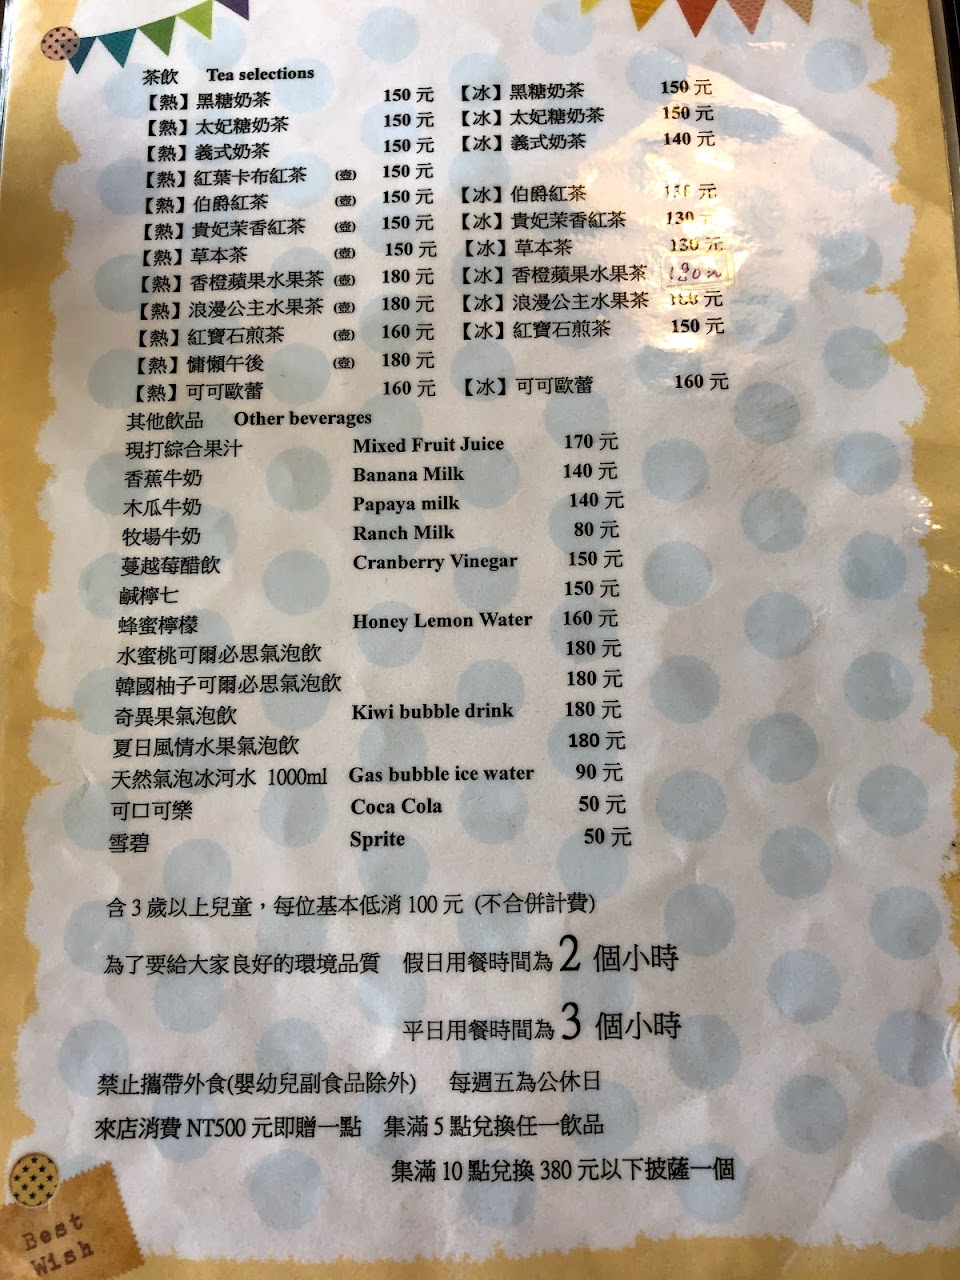 茶飲 Tea selections
【熱】黑糖奶茶 150 元 【冰】黑糖奶茶 150 元
【熱】太妃糖奶茶 150 元 【冰】太妃糖奶茶 150 元
【熱】義式奶茶 150 元 【冰】義式奶茶 140 元
【熱】紅葉卡布紅茶 (壺) 150 元
【熱】伯爵紅茶 (壺) 150 元 【冰】伯爵紅茶 元
【熱】貴妃茉香紅茶 (壺) 150 元 【冰】貴妃茉香紅茶 130 元
【熱】草本茶 (壺) 150 元 【冰】草本茶 130 元
【熱】香橙蘋果水果茶 (壺) 180 元 【冰】香橙蘋果水果茶
【熱】浪漫公主水果茶 (壺) 180 元 【冰】浪漫公主水果茶 180 元
【熱】紅寶石煎茶 (壺) 160 元 【冰】紅寶石煎茶 150 元
【熱】慵懶午後 (壺) 180 元
【熱】可可歐蕾 160 元 【冰】可可歐蕾 160 元
其他飲品 Other beverages
現打綜合果汁 Mixed Fruit Juice 170 元
香蕉牛奶 Banana Milk 140 元
木瓜牛奶 Papaya milk 140 元
牧場牛奶 Ranch Milk 80 元
蔓越莓醋飲 Cranberry Vinegar 150 元
鹹檸七 150 元
蜂蜜檸檬 Honey Lemon Water 160 元
水蜜桃可爾必思氣泡飲 180 元
韓國柚子可爾必思氣泡飲 180 元
奇異果氣泡飲 Kiwi bubble drink 180 元
夏日風情水果氣泡飲 180 元
天然氣泡冰河水 1000ml Gas bubble ice water 90 元
可口可樂 Coca Cola 50 元
雪碧 Sprite 50 元
含 3 歲以上兒童，每位基本低消 100 元 (不合併計費)
為了要給大家良好的環境品質 假日用餐時間為 2 個小時
平日用餐時間為 3 個小時
禁止攜帶外食(嬰幼兒副食品除外) 每週五為公休日
來店消費 NT500 元即贈一點 集滿 5 點兌換任一飲品
集滿 10 點兌換 380 元以下披薩一個
Best
Wish